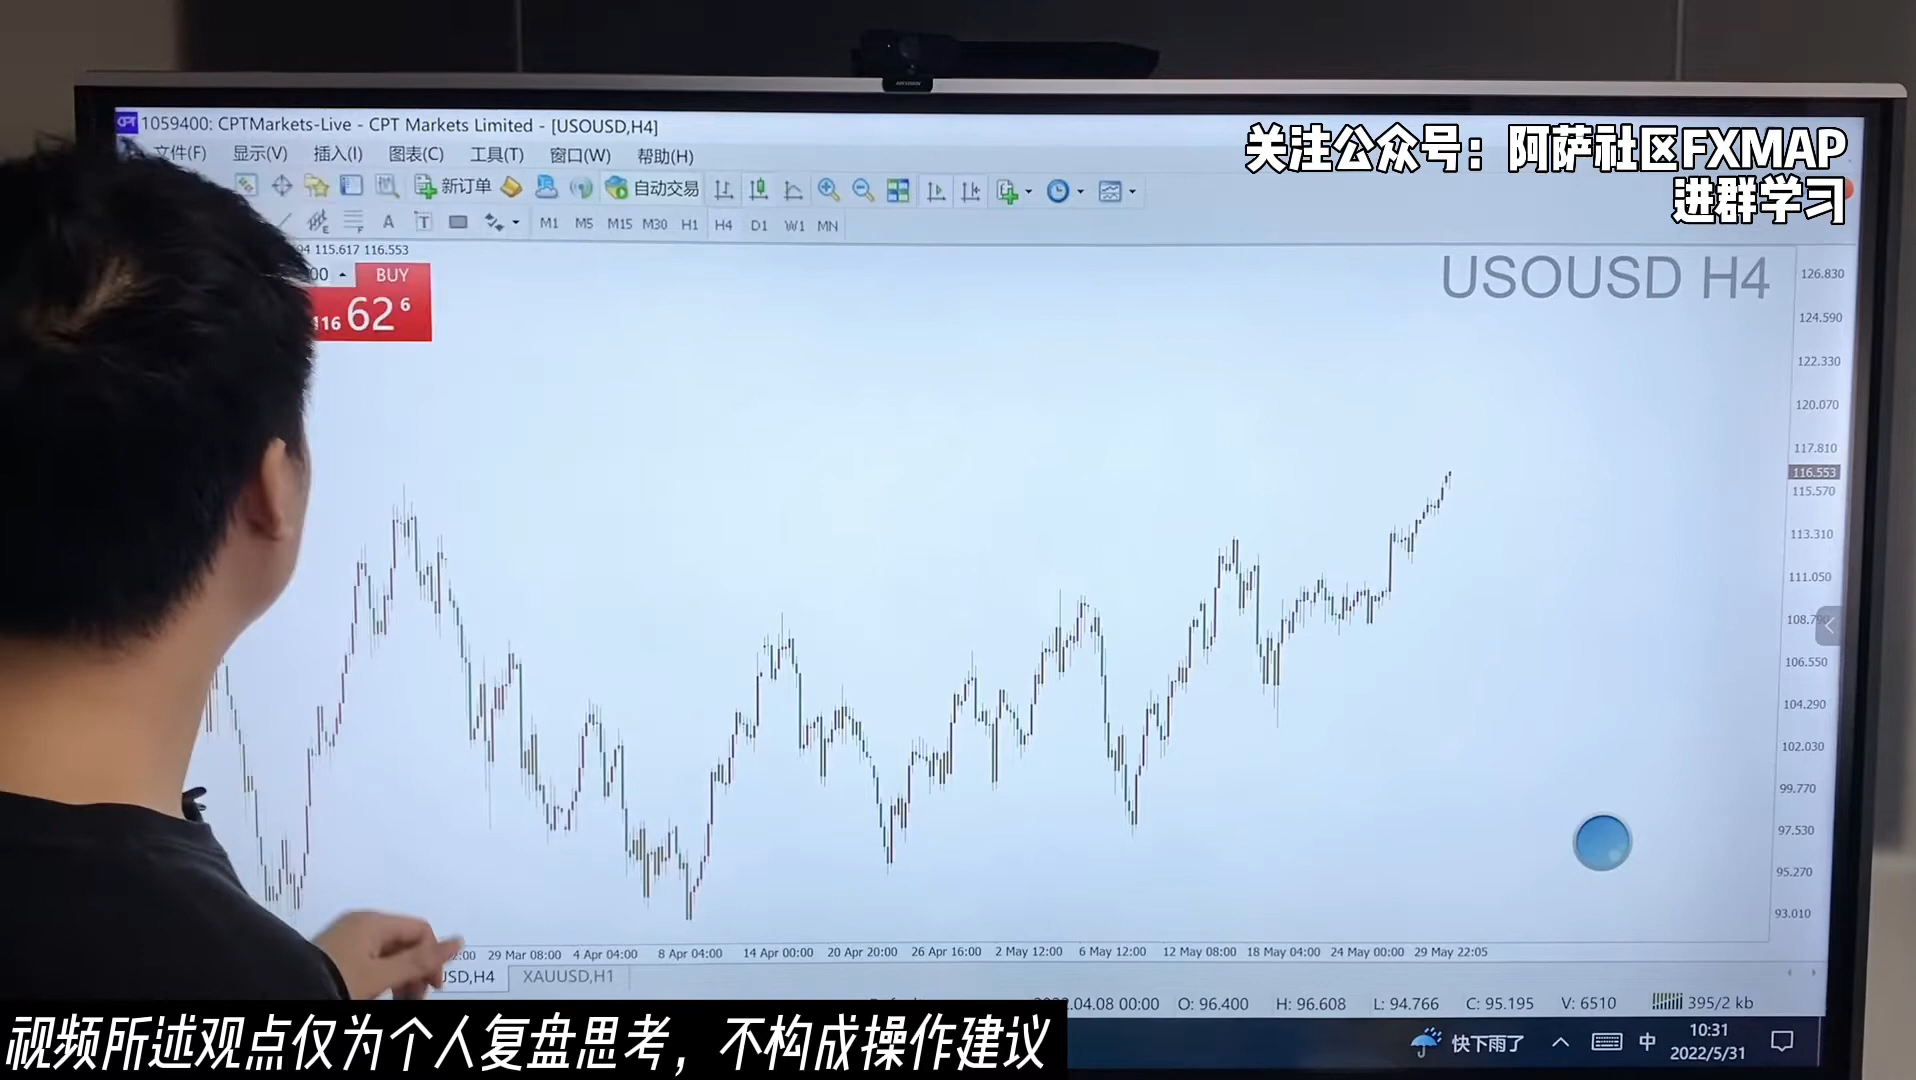 1059400: CPTMarkets-Live - CPT Markets Limited - [USOUSD,H4]
关注公众号：阿萨社区FXMAP
进群学习
文件(F) 显示(V) 插入(I) 图表(C) 工具(T) 窗口(W) 帮助(H)
新订单 自动交易
A T M1 M5 M15 M30 H1 H4 D1 W1 MN
115.617 116.553
BUY
116 62 6
USOUSD H4
126.830
124.590
122.330
120.070
117.810
116.553
115.570
113.310
111.050
106.550
104.290
102.030
99.770
97.530
95.270
93.010
29 Mar 08:00 4 Apr 04:00 8 Apr 04:00 14 Apr 00:00 20 Apr 20:00 26 Apr 16:00 2 May 12:00 6 May 12:00 12 May 08:00 18 May 04:00 24 May 00:00 29 May 22:05
USD,H4 XAUUSD,H1
.04.08 00:00 O: 96.400 H: 96.608 L: 94.766 C: 95.195 V: 6510 395/2 kb
视频所述观点仅为个人复盘思考，不构成操作建议
快下雨了 中 10:31
2022/5/31